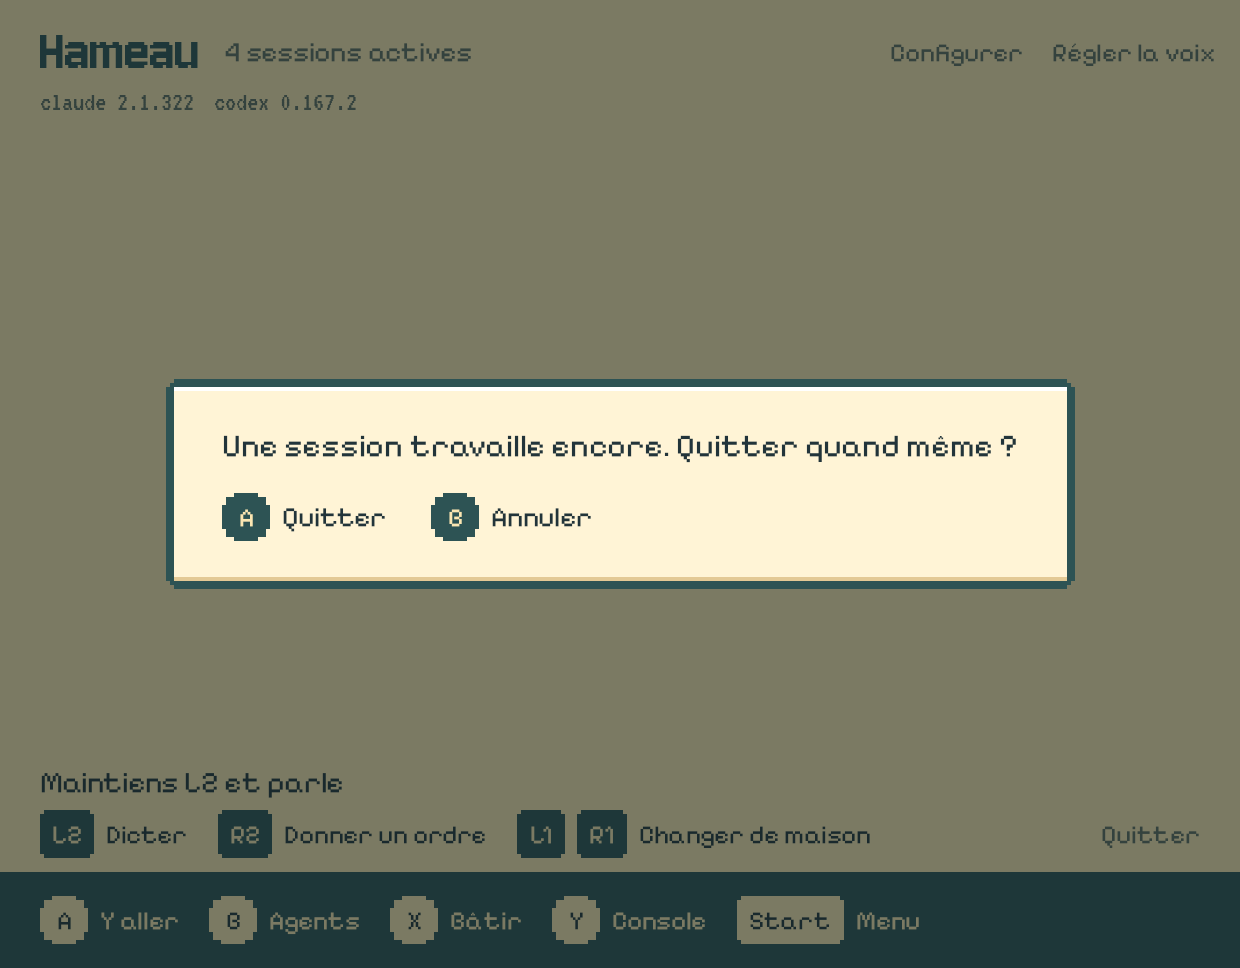 Hameau 4 sessions actives Configurer Régler la voix
claude 2.1.322 codex 0.167.2
Une session travaille encore. Quitter quand même ?
A Quitter B Annuler
Maintiens L2 et parle
L2 Dicter R2 Donner un ordre L1 R1 Changer de maison Quitter
A Y aller B Agents X Bâtir Y Console Start Menu